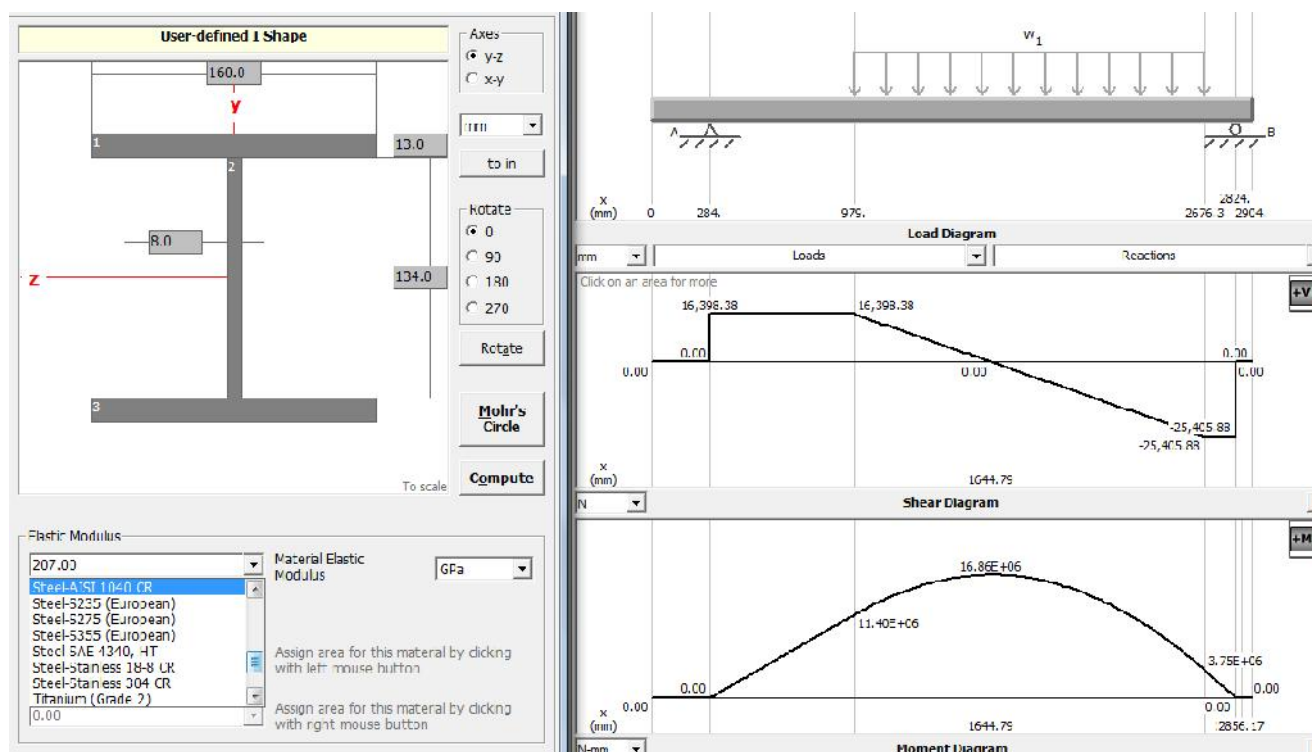 User-defined I Shape
160.0
y
1
13.0
2
8.0
z
134.0
3
To scale
Axes
y-z
x-y
mm
to in
Rotate
0
90
180
270
Rotate
Mohr's
Circle
Compute
Elastic Modulus
207.00
Material Elastic
Modulus
GPa
Steel-AISI 1040 CR
Steel-S235 (European)
Steel-S275 (European)
Steel-S355 (European)
Steel SAE 4340, HT
Steel-Stainless 18-8 CR
Steel-Stainless 304 CR
Titanium (Grade 2)
Assign area for this material by clicking
with left mouse button
0.00
Assign area for this material by clicking
with right mouse button
w1
A
B
x
(mm)
0
284.
979.
2676.3
2824.
2904
Load Diagram
mm
Loads
Reactions
Click on an area for more
+V
16,398.38
16,398.38
0.00
0.00
0.00
0.00
0.00
-25,405.88
-25,405.88
x
(mm)
1644.79
N
Shear Diagram
+M
16.86E+06
11.40E+06
3.75E+06
0.00
0.00
0.00
0.00
x
(mm)
1644.79
2856.17
N-mm
Moment Diagram